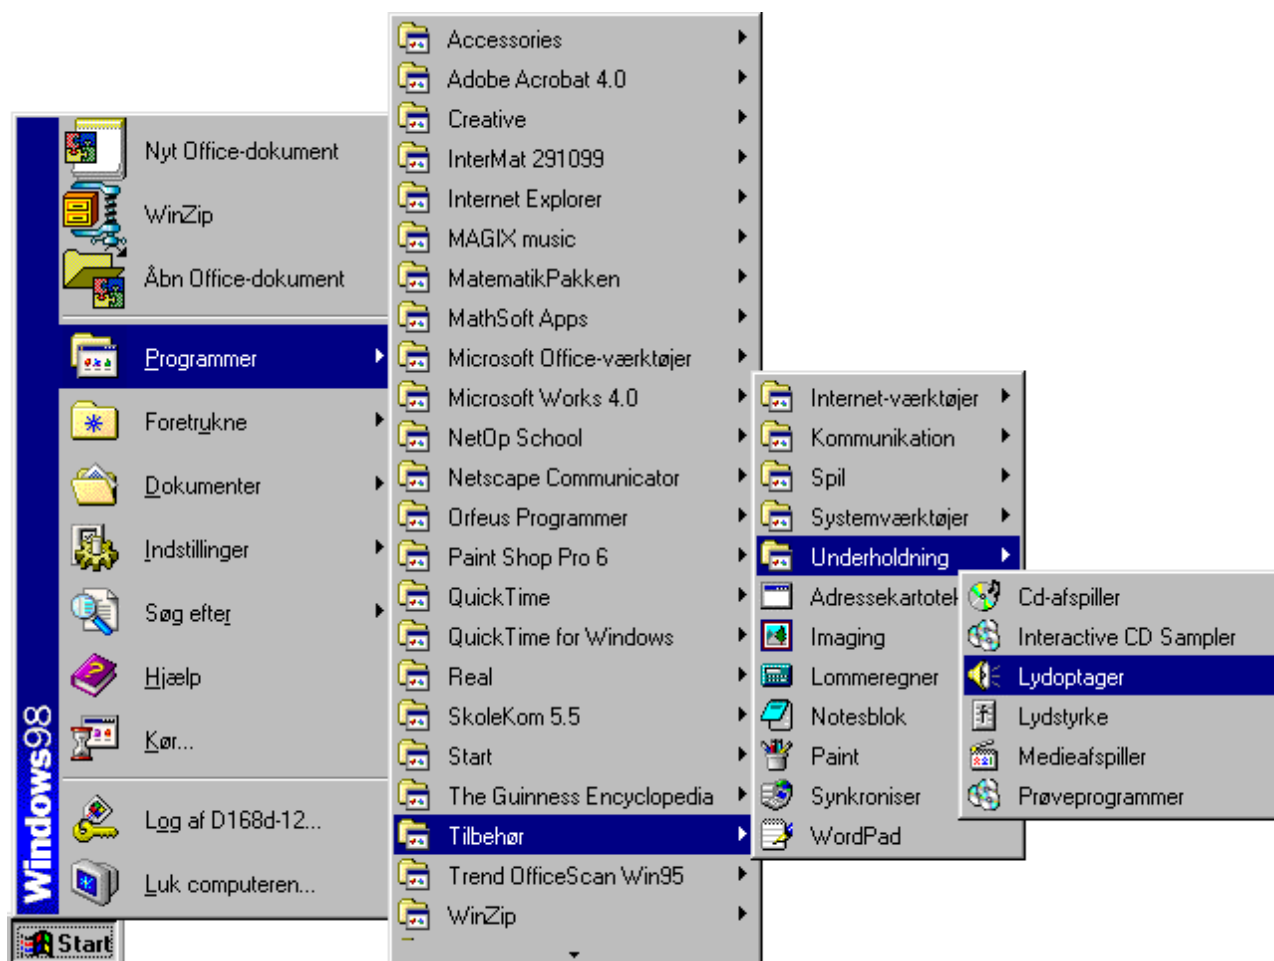 Nyt Office-dokument
WinZip
Åbn Office-dokument
Programmer
Foretrukne
Dokumenter
Indstillinger
Søg efter
Hjælp
Kør...
Log af D168d-12...
Luk computeren...
Windows98
Start
Accessories
Adobe Acrobat 4.0
Creative
InterMat 291099
Internet Explorer
MAGIX music
MatematikPakken
MathSoft Apps
Microsoft Office-værktøjer
Microsoft Works 4.0
NetOp School
Netscape Communicator
Orfeus Programmer
Paint Shop Pro 6
QuickTime
QuickTime for Windows
Real
SkoleKom 5.5
Start
The Guinness Encyclopedia
Tilbehør
Trend OfficeScan Win95
WinZip
Internet-værktøjer
Kommunikation
Spil
Systemværktøjer
Underholdning
Adressekartotek
Imaging
Lommeregner
Notesblok
Paint
Synkroniser
WordPad
Cd-afspiller
Interactive CD Sampler
Lydoptager
Lydstyrke
Medieafspiller
Prøveprogrammer